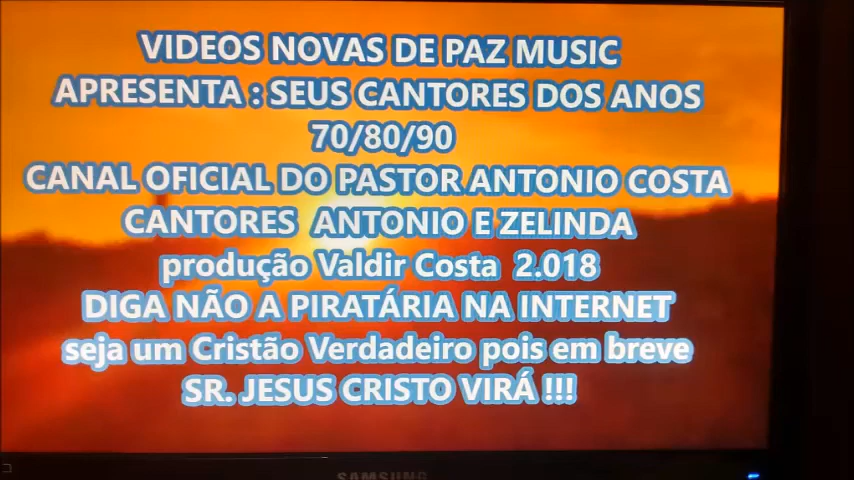 VIDEOS NOVAS DE PAZ MUSIC
APRESENTA : SEUS CANTORES DOS ANOS
70/80/90
CANAL OFICIAL DO PASTOR ANTONIO COSTA
CANTORES ANTONIO E ZELINDA
produção Valdir Costa 2.018
DIGA NÃO A PIRATÁRIA NA INTERNET
seja um Cristão Verdadeiro pois em breve
SR. JESUS CRISTO VIRÁ !!!
SAMSUNG